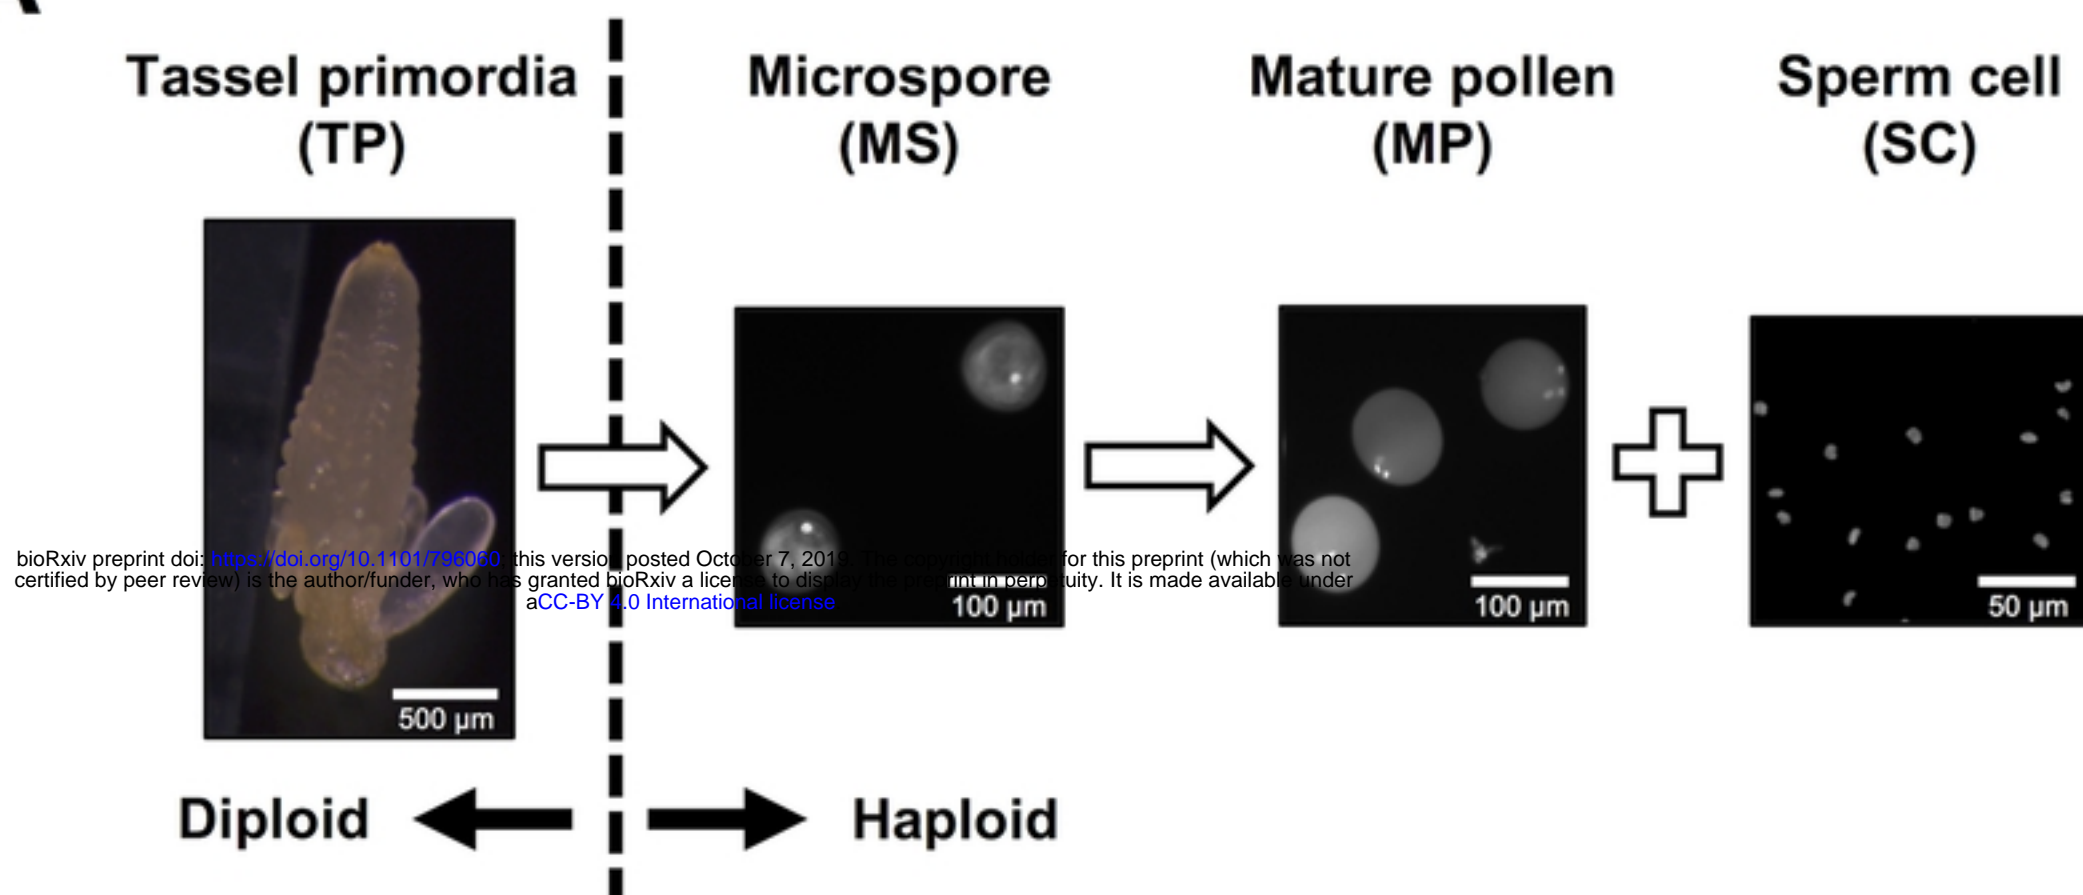 Tassel primordia
(TP)
Microspore
(MS)
Mature pollen
(MP)
Sperm cell
(SC)
bioRxiv preprint doi: https://doi.org/10.1101/796060; this version posted October 7, 2019. The copyright holder for this preprint (which was not
certified by peer review) is the author/funder, who has granted bioRxiv a license to display the preprint in perpetuity. It is made available under
aCC-BY 4.0 International license
100 µm
100 µm
50 µm
500 µm
Diploid
Haploid